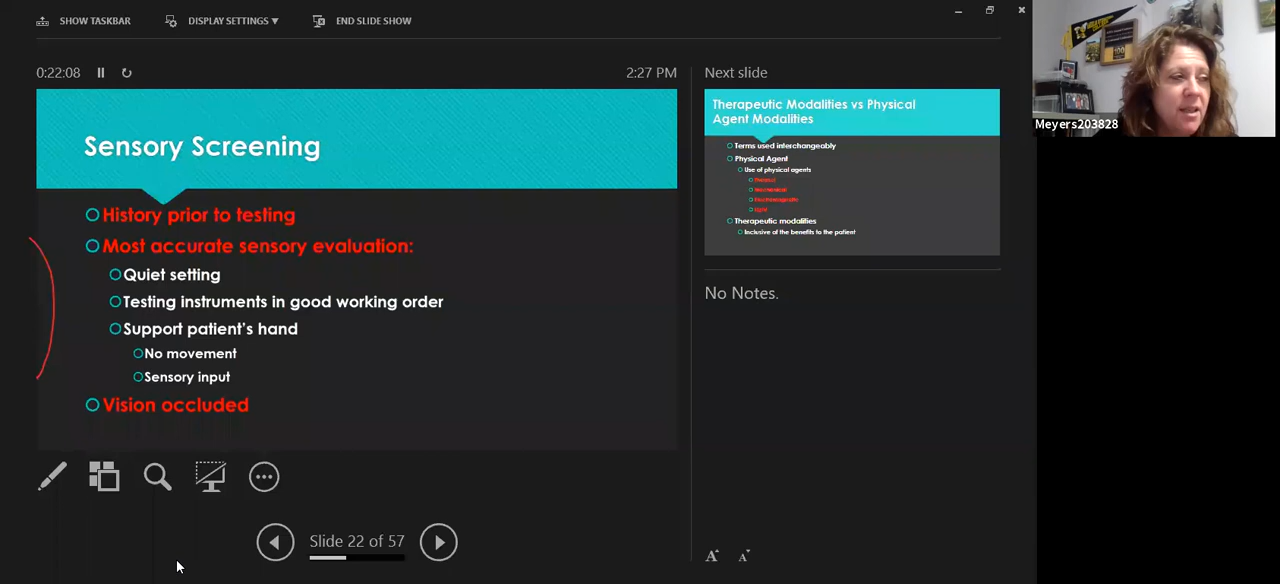 SHOW TASKBAR
DISPLAY SETTINGS ▼
END SLIDE SHOW
0:22:08
2:27 PM
Sensory Screening
History prior to testing
Most accurate sensory evaluation:
Quiet setting
Testing instruments in good working order
Support patient's hand
No movement
Sensory input
Vision occluded
Slide 22 of 57
Next slide
Therapeutic Modalities vs Physical
Agent Modalities
Terms used interchangeably
Physical Agent
Use of physical agents
Light
Therapeutic modalities
Inclusive of the benefits to the patient
No Notes.
A A
Meyers203828